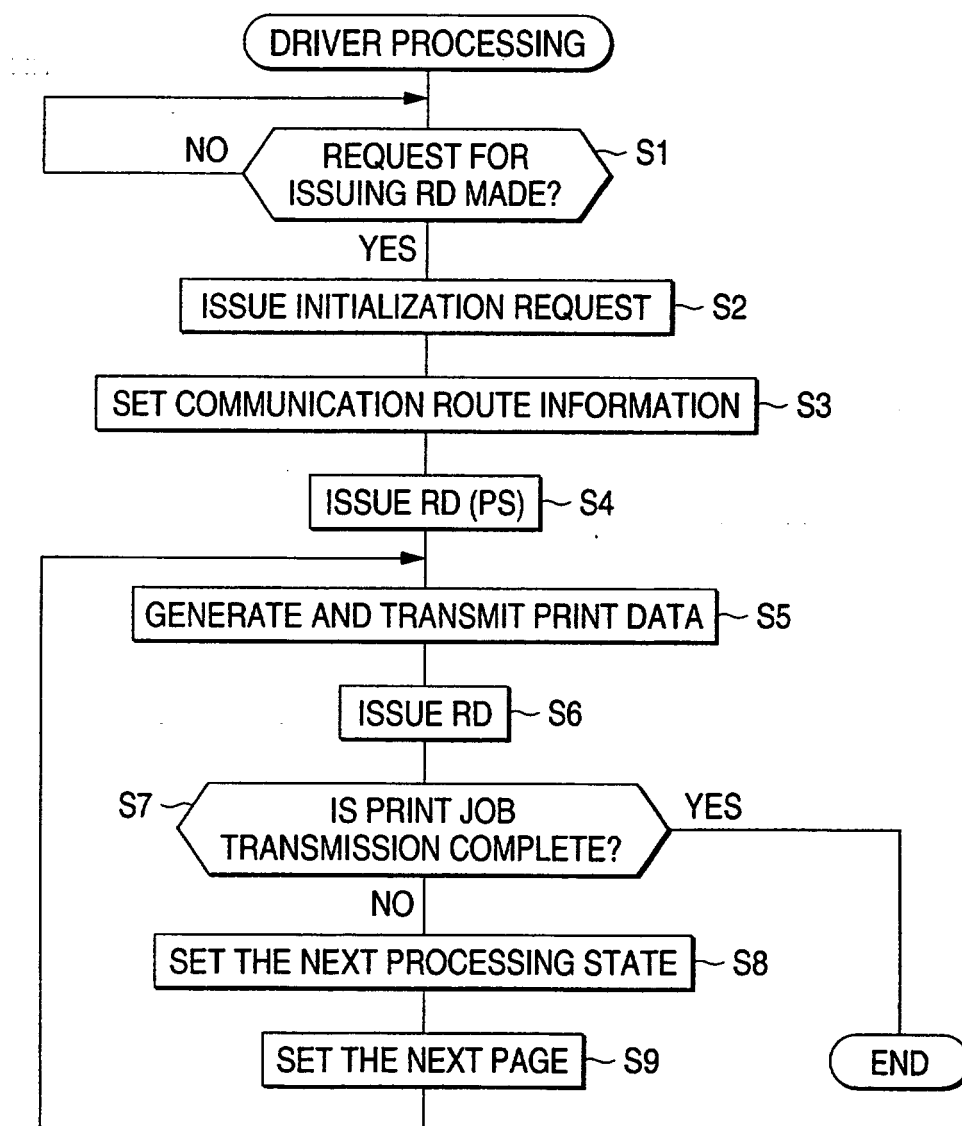 DRIVER PROCESSING
NO
REQUEST FOR
ISSUING RD MADE?
S1
YES
ISSUE INITIALIZATION REQUEST
S2
SET COMMUNICATION ROUTE INFORMATION
S3
ISSUE RD (PS)
S4
GENERATE AND TRANSMIT PRINT DATA
S5
ISSUE RD
S6
S7
IS PRINT JOB
TRANSMISSION COMPLETE?
YES
NO
SET THE NEXT PROCESSING STATE
S8
SET THE NEXT PAGE
S9
END